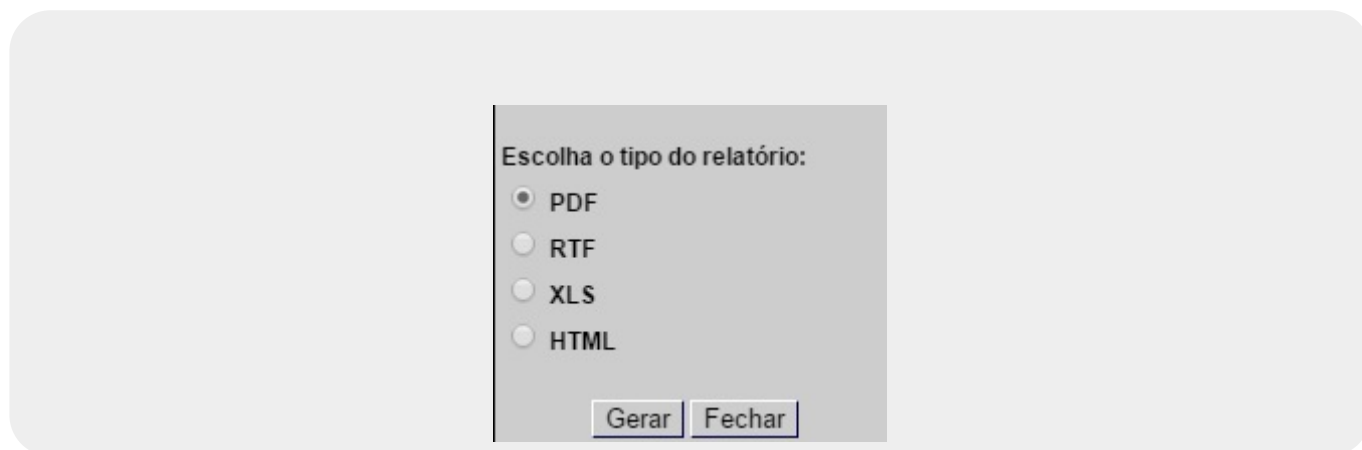 Escolha o tipo do relatório:
PDF
RTF
XLS
HTML
Gerar Fechar